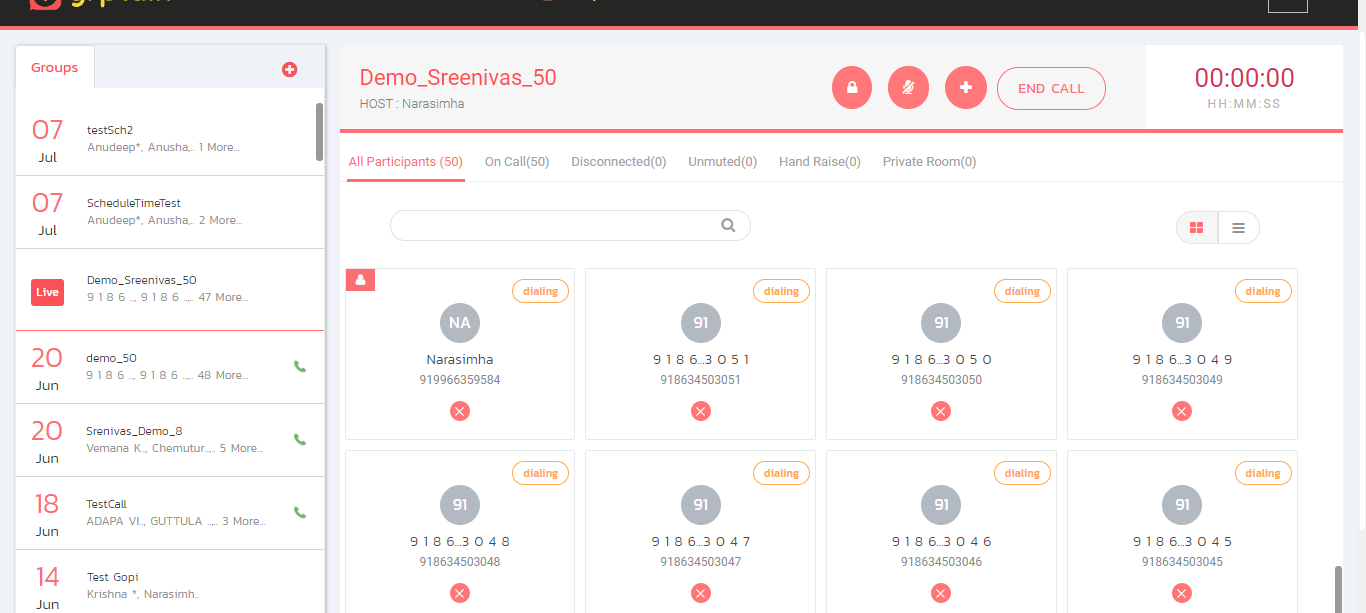 Groups
07
Jul
testSch2
Anudeep*, Anusha,.. 1 More...
07
Jul
ScheduleTimeTest
Anudeep*, Anusha,.. 2 More...
Live
Demo_Sreenivas_50
9 1 8 6 .., 9 1 8 6 ..,.. 47 More...
20
Jun
demo_50
9 1 8 6 .., 9 1 8 6 ..,.. 48 More...
20
Jun
Srenivas_Demo_8
Vemana K.., Chemutur..,.. 5 More...
18
Jun
TestCall
ADAPA VI.., GUTTULA ..,.. 3 More...
14
Jun
Test Gopi
Krishna *, Narasimh..
Demo_Sreenivas_50
HOST : Narasimha
END CALL
00:00:00
HH:MM:SS
All Participants (50) On Call(50) Disconnected(0) Unmuted(0) Hand Raise(0) Private Room(0)
dialing
NA
Narasimha
919966359584
dialing
91
9 1 8 6...3 0 5 1
918634503051
dialing
91
9 1 8 6...3 0 5 0
918634503050
dialing
91
9 1 8 6...3 0 4 9
918634503049
dialing
91
9 1 8 6...3 0 4 8
918634503048
dialing
91
9 1 8 6...3 0 4 7
918634503047
dialing
91
9 1 8 6...3 0 4 6
918634503046
dialing
91
9 1 8 6...3 0 4 5
918634503045